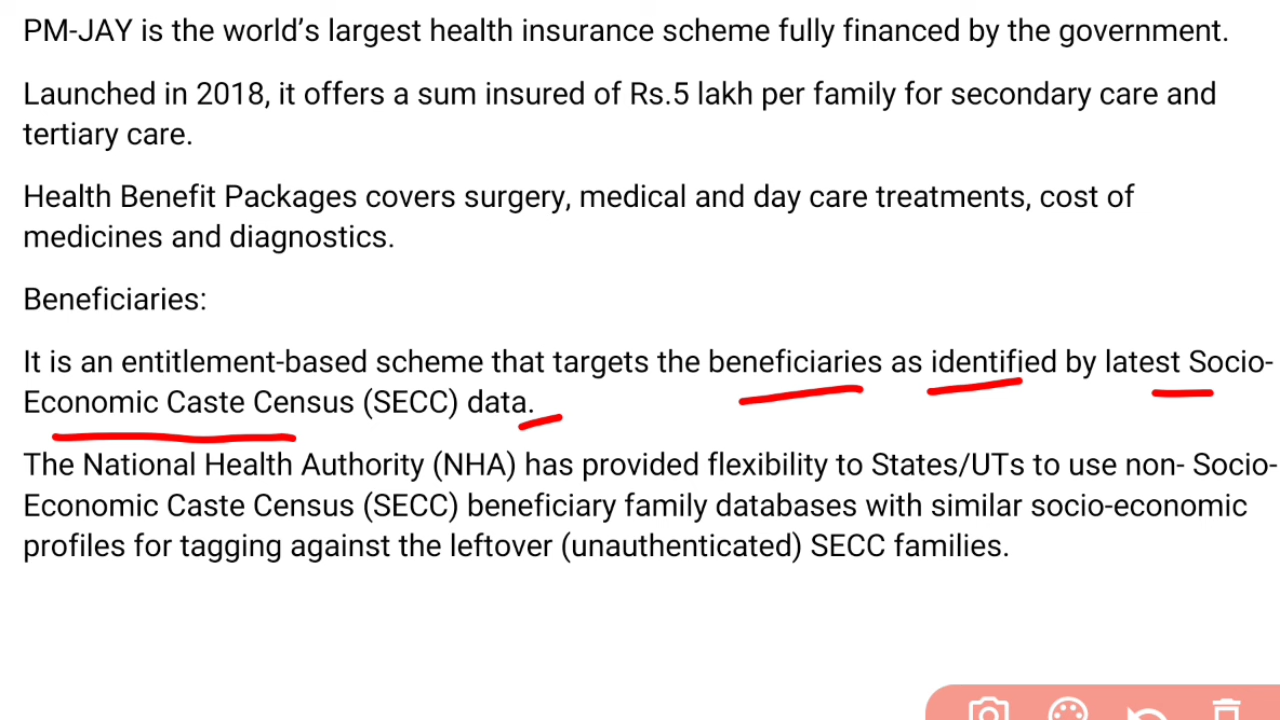 PM-JAY is the world’s largest health insurance scheme fully financed by the government.
Launched in 2018, it offers a sum insured of Rs.5 lakh per family for secondary care and
tertiary care.
Health Benefit Packages covers surgery, medical and day care treatments, cost of
medicines and diagnostics.
Beneficiaries:
It is an entitlement-based scheme that targets the beneficiaries as identified by latest Socio-
Economic Caste Census (SECC) data.
The National Health Authority (NHA) has provided flexibility to States/UTs to use non- Socio-
Economic Caste Census (SECC) beneficiary family databases with similar socio-economic
profiles for tagging against the leftover (unauthenticated) SECC families.